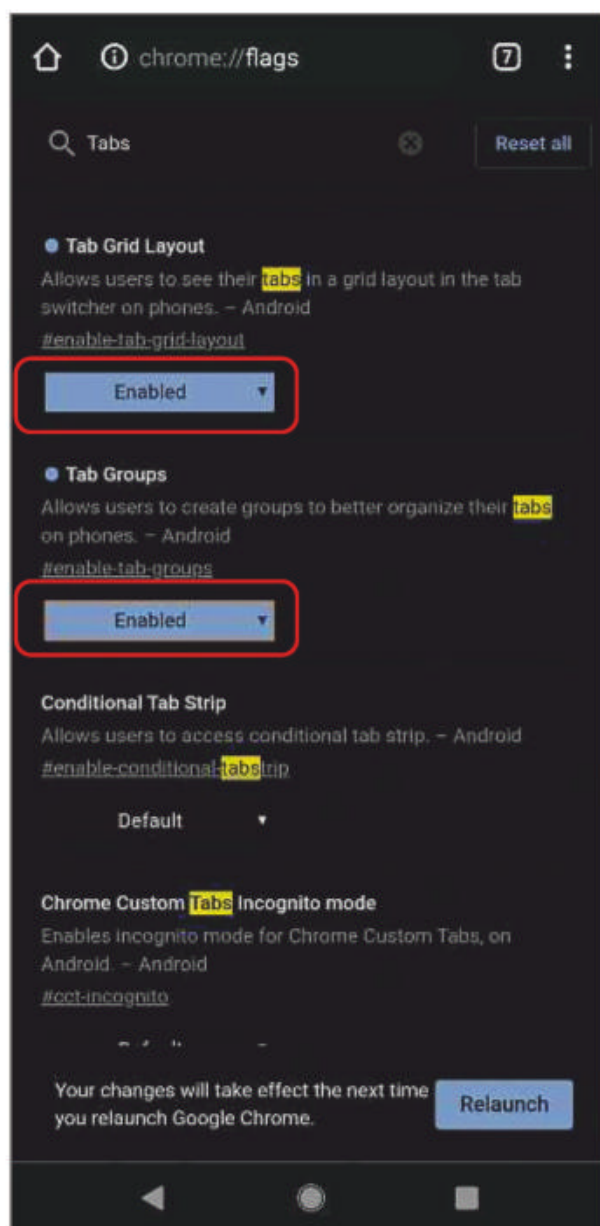 chrome://flags
7
Tabs
Reset all
Tab Grid Layout
Allows users to see their tabs in a grid layout in the tab
switcher on phones. – Android
#enable-tab-grid-layout
Enabled
Tab Groups
Allows users to create groups to better organize their tabs
on phones. – Android
#enable-tab-groups
Enabled
Conditional Tab Strip
Allows users to access conditional tab strip. – Android
#enable-conditional-tabstrip
Default
Chrome Custom Tabs Incognito mode
Enables incognito mode for Chrome Custom Tabs, on
Android. – Android
#cct-incognito
Your changes will take effect the next time
you relaunch Google Chrome.
Relaunch